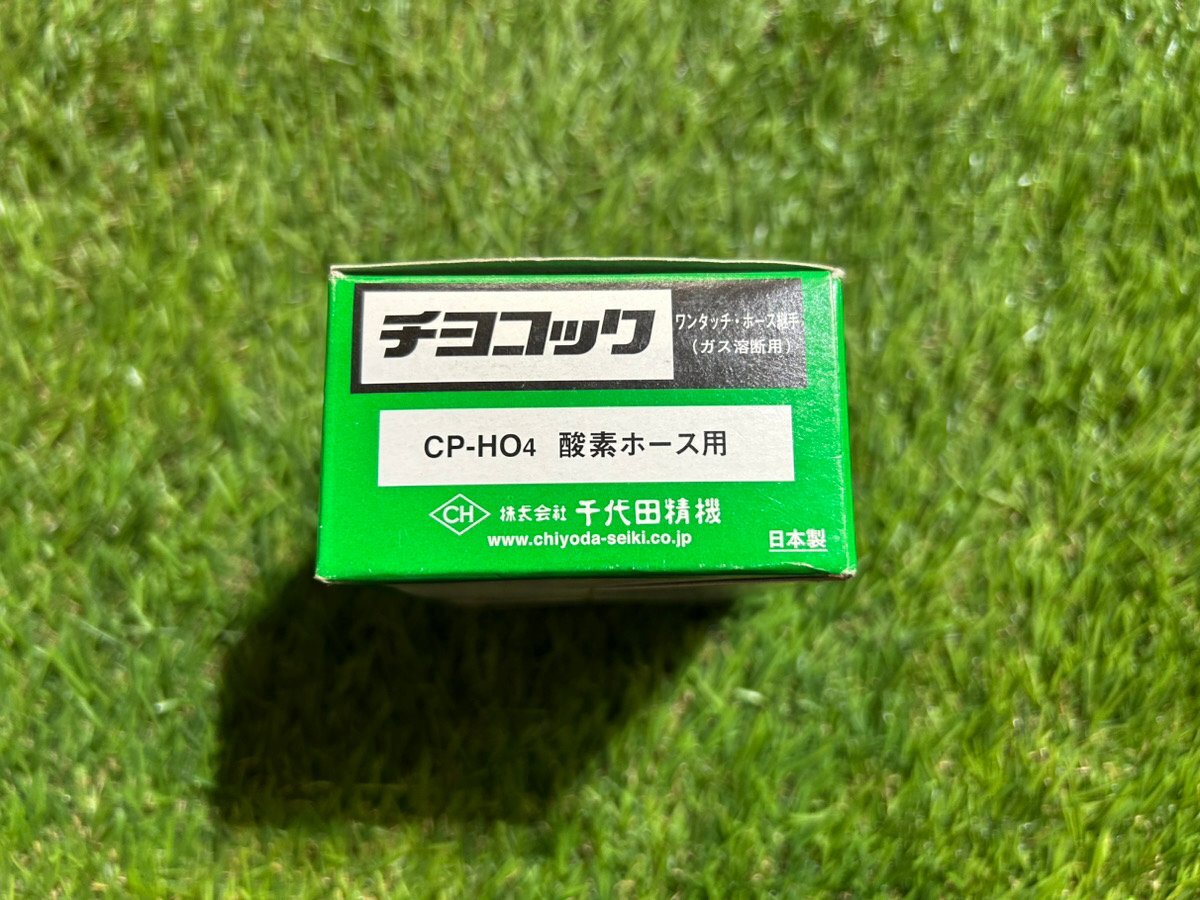 チヨコック
ワンタッチ・ホース継手
（ガス溶断用）
CP-HO4 酸素ホース用
CH 株式会社 千代田精機
www.chiyoda-seiki.co.jp
日本製